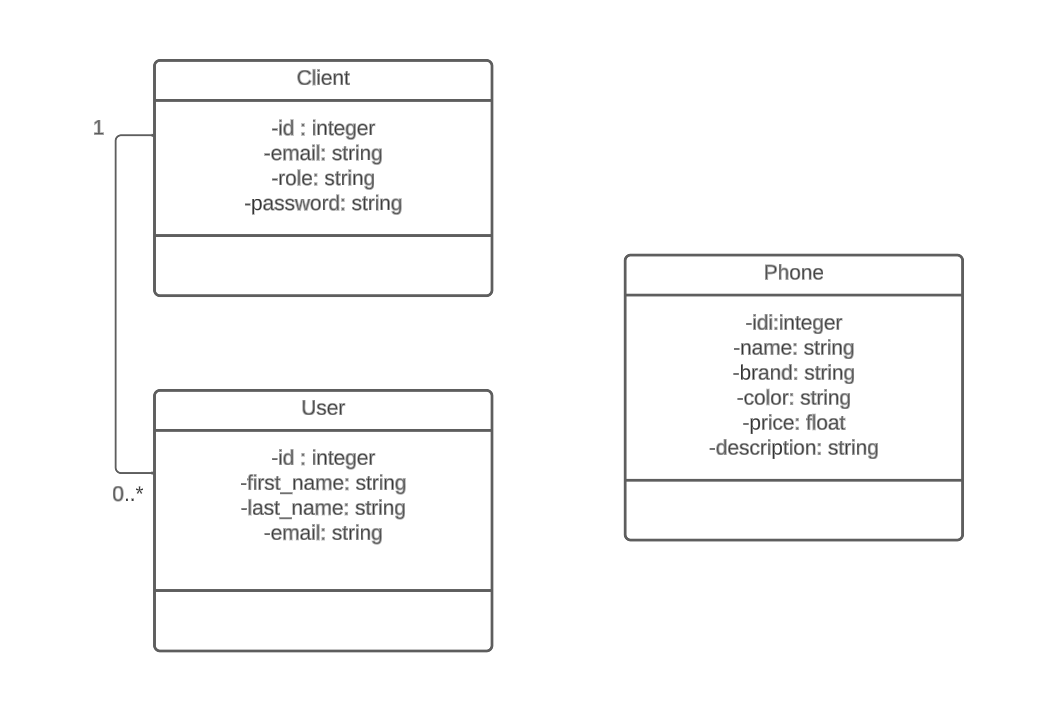 Client
1
-id : integer
-email: string
-role: string
-password: string
User
-id : integer
-first_name: string
-last_name: string
-email: string
0..*
Phone
-idi:integer
-name: string
-brand: string
-color: string
-price: float
-description: string